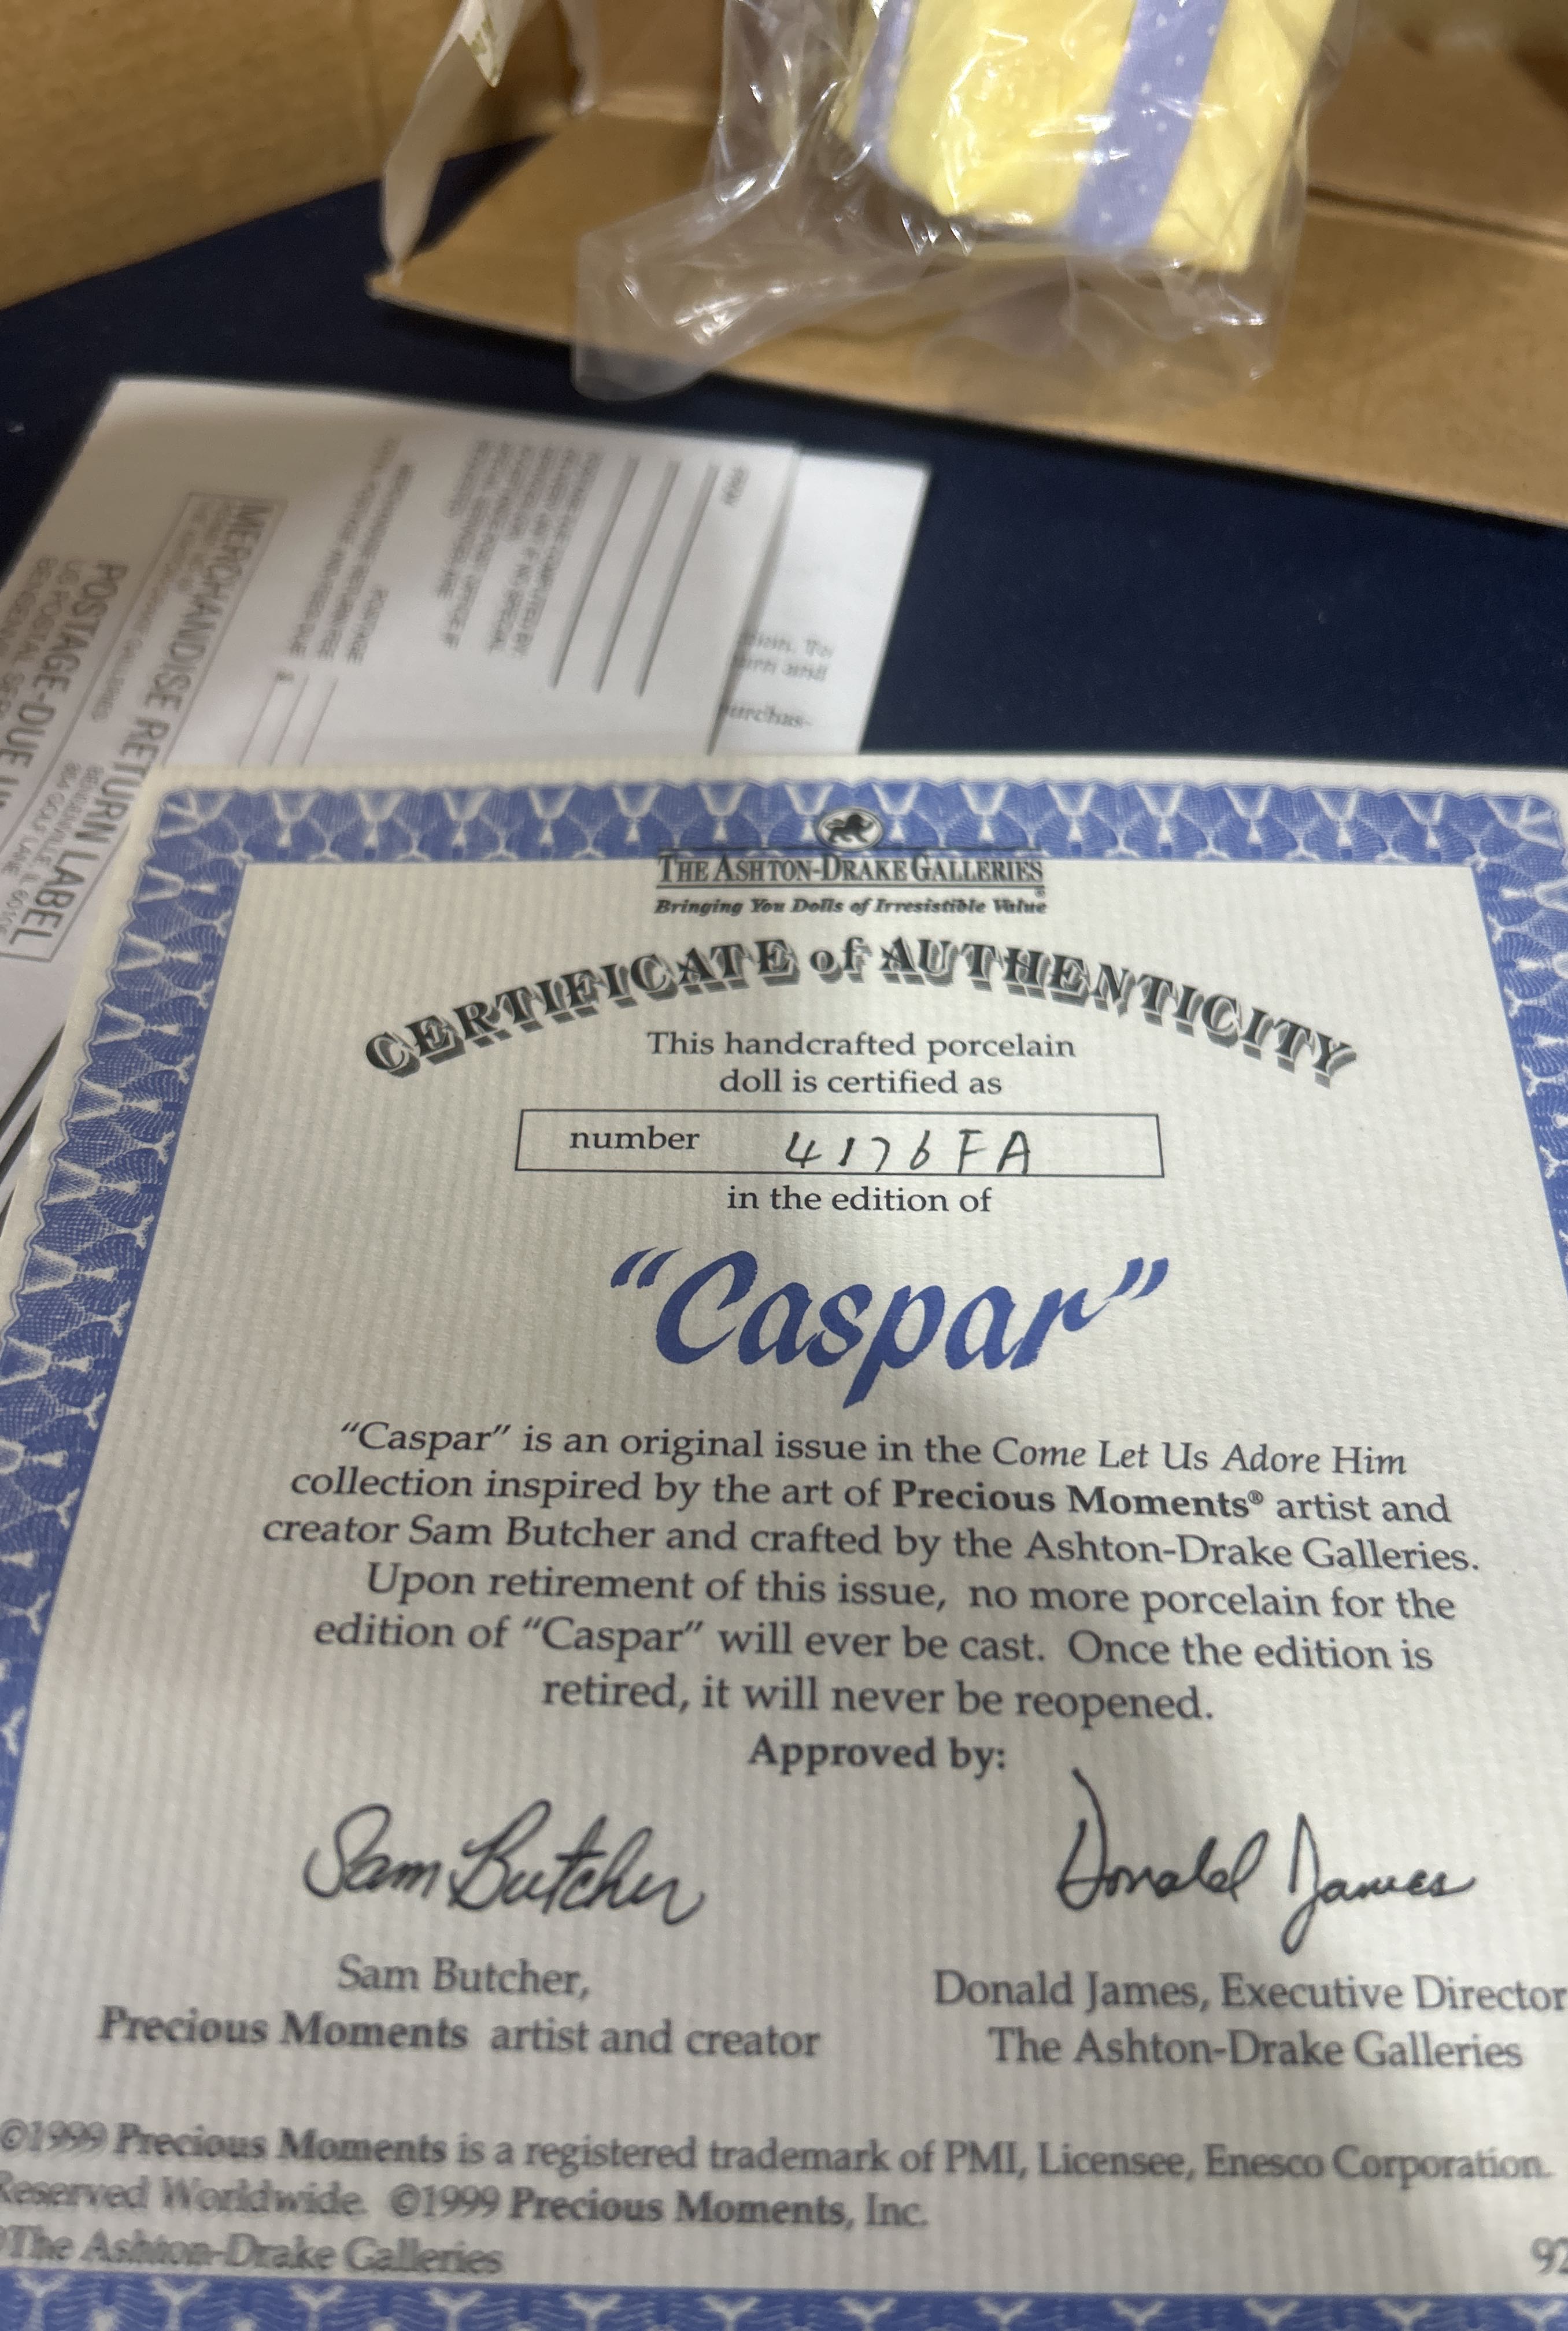 THE ASHTON-DRAKE GALLERIES®
Bringing You Dolls of Irresistible Value
CERTIFICATE of AUTHENTICITY
This handcrafted porcelain
doll is certified as
number 4176FA
in the edition of
“Caspar”
“Caspar” is an original issue in the Come Let Us Adore Him
collection inspired by the art of Precious Moments® artist and
creator Sam Butcher and crafted by the Ashton-Drake Galleries.
Upon retirement of this issue, no more porcelain for the
edition of “Caspar” will ever be cast. Once the edition is
retired, it will never be reopened.
Approved by:
Sam Butcher
Donald James
Sam Butcher,
Precious Moments artist and creator
Donald James, Executive Director
The Ashton-Drake Galleries
©1999 Precious Moments is a registered trademark of PMI, Licensee, Enesco Corporation.
Reserved Worldwide. ©1999 Precious Moments, Inc.
The Ashton-Drake Galleries
92
MERCHANDISE RETURN LABEL
POSTAGE-DUE
US POSTAL
POSTAGE
$